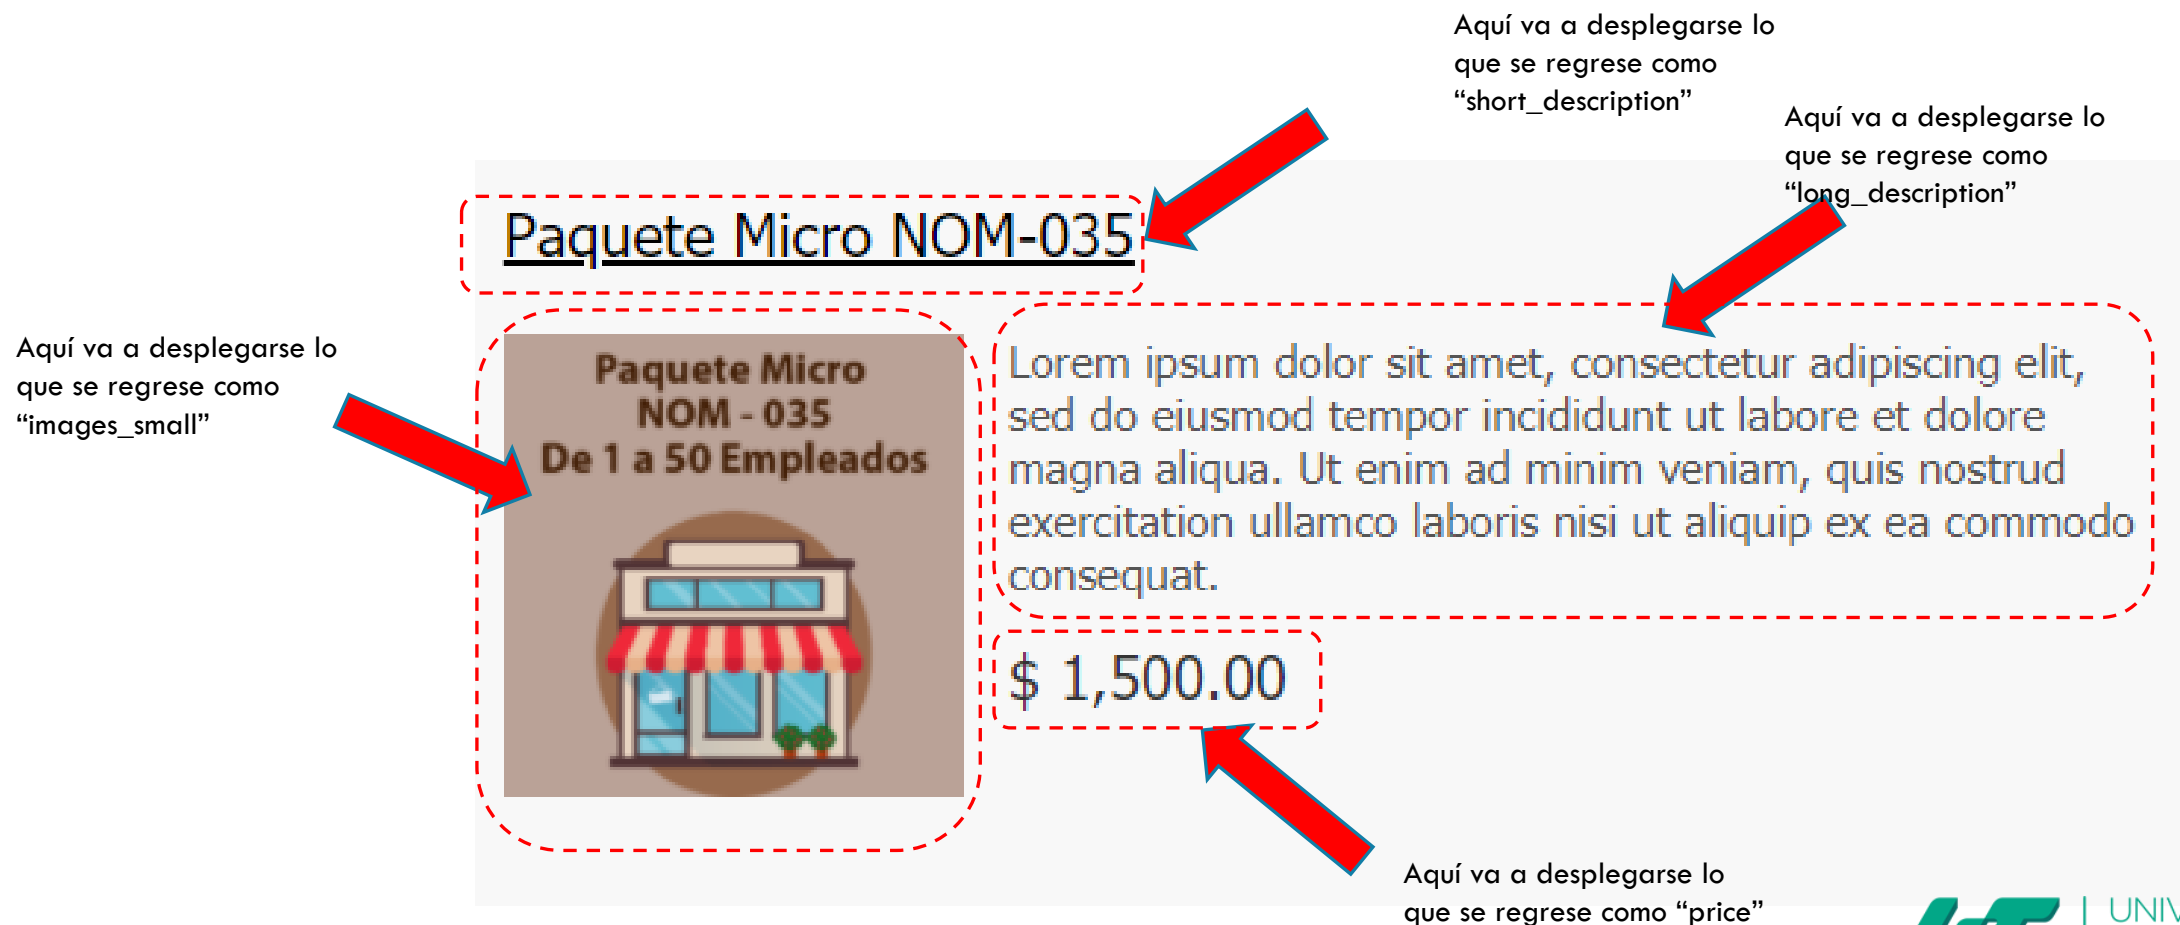 Aquí va a desplegarse lo
que se regrese como
“short_description”
Aquí va a desplegarse lo
que se regrese como
“long_description”
Paquete Micro NOM-035
Aquí va a desplegarse lo
que se regrese como
“images_small”
Paquete Micro
NOM - 035
De 1 a 50 Empleados
Lorem ipsum dolor sit amet, consectetur adipiscing elit,
sed do eiusmod tempor incididunt ut labore et dolore
magna aliqua. Ut enim ad minim veniam, quis nostrud
exercitation ullamco laboris nisi ut aliquip ex ea commodo
consequat.
$ 1,500.00
Aquí va a desplegarse lo
que se regrese como “price”